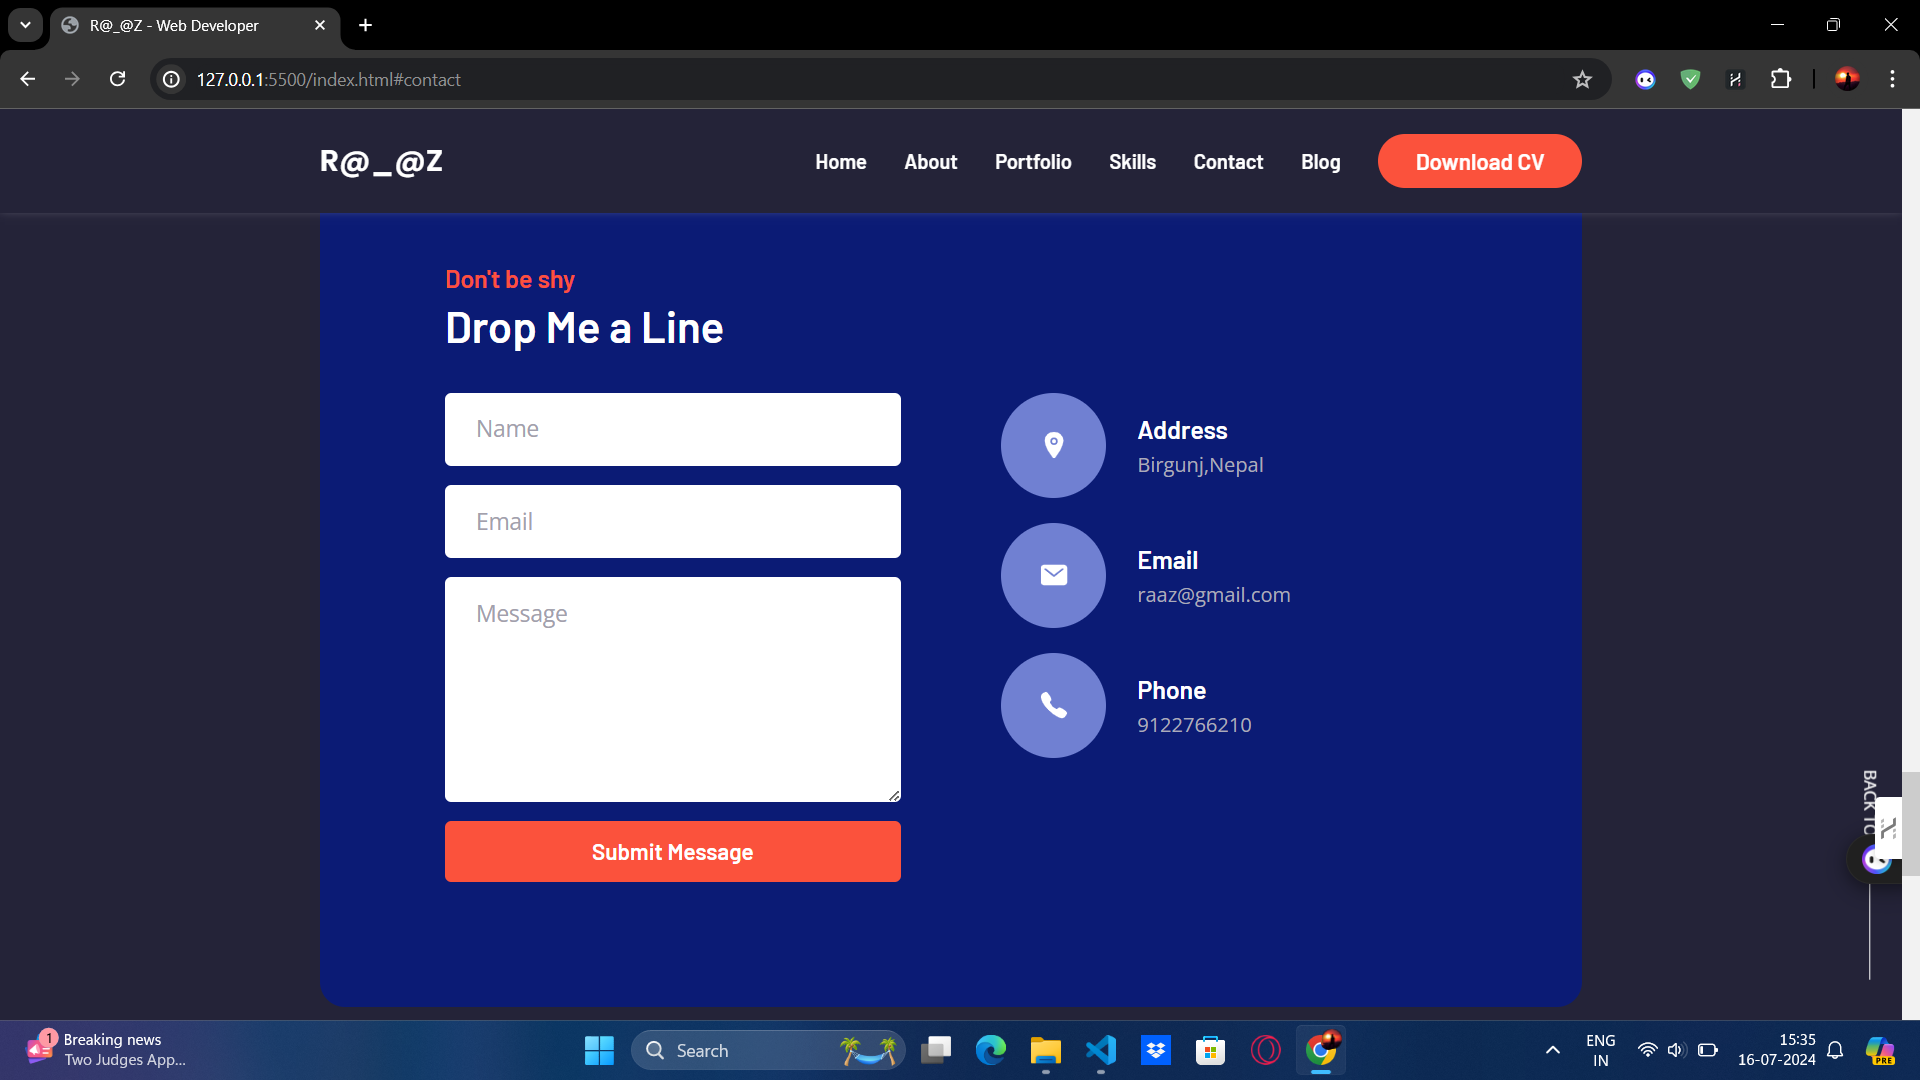 R@_@Z - Web Developer
127.0.0.1:5500/index.html#contact
R@_@Z
Home
About
Portfolio
Skills
Contact
Blog
Download CV
Don't be shy
Drop Me a Line
Name
Email
Message
Submit Message
Address
Birgunj,Nepal
Email
raaz@gmail.com
Phone
9122766210
BACK
1
Breaking news
Two Judges App...
Search
ENG
IN
15:35
16-07-2024
PRE